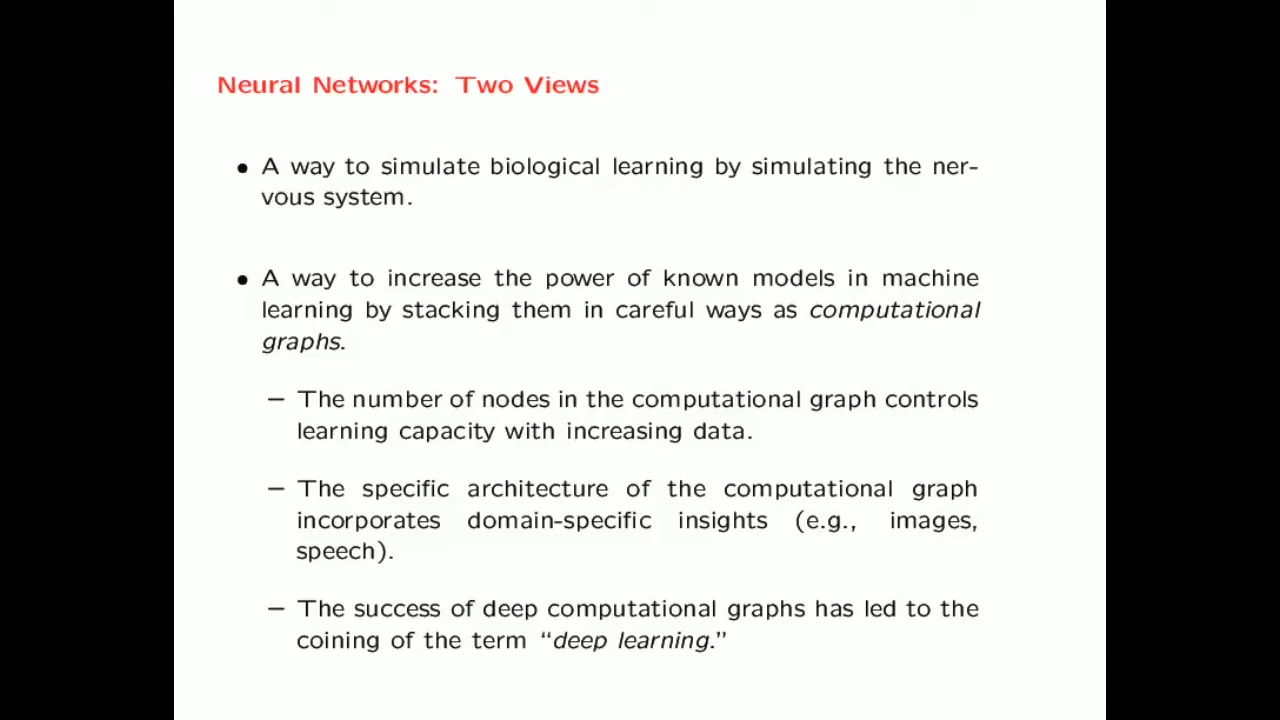 Neural Networks: Two Views
• A way to simulate biological learning by simulating the ner-
vous system.
• A way to increase the power of known models in machine
learning by stacking them in careful ways as computational
graphs.
– The number of nodes in the computational graph controls
learning capacity with increasing data.
– The specific architecture of the computational graph
incorporates domain-specific insights (e.g., images,
speech).
– The success of deep computational graphs has led to the
coining of the term “deep learning.”